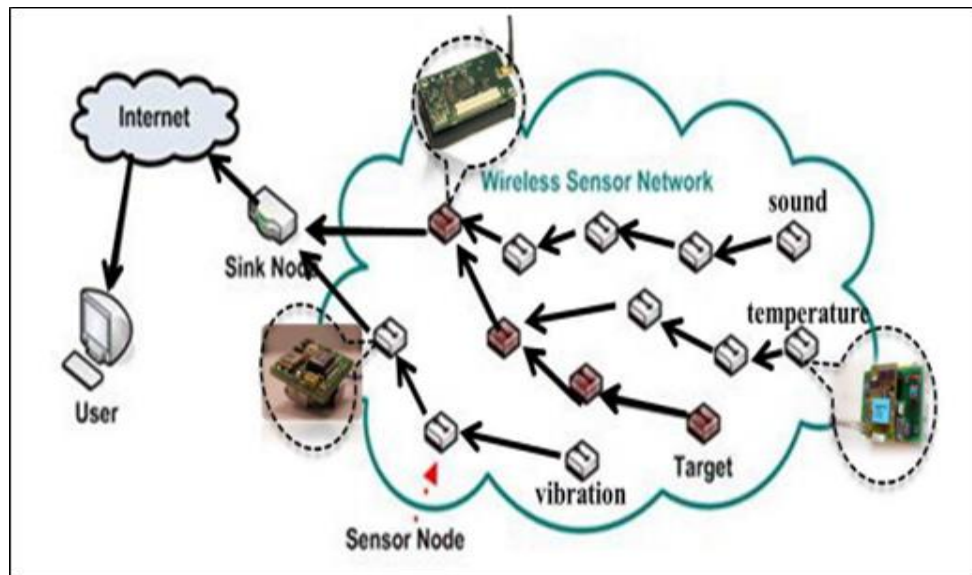 Internet
Wireless Sensor Network
sound
Sink Node
temperature
User
Target
vibration
Sensor Node